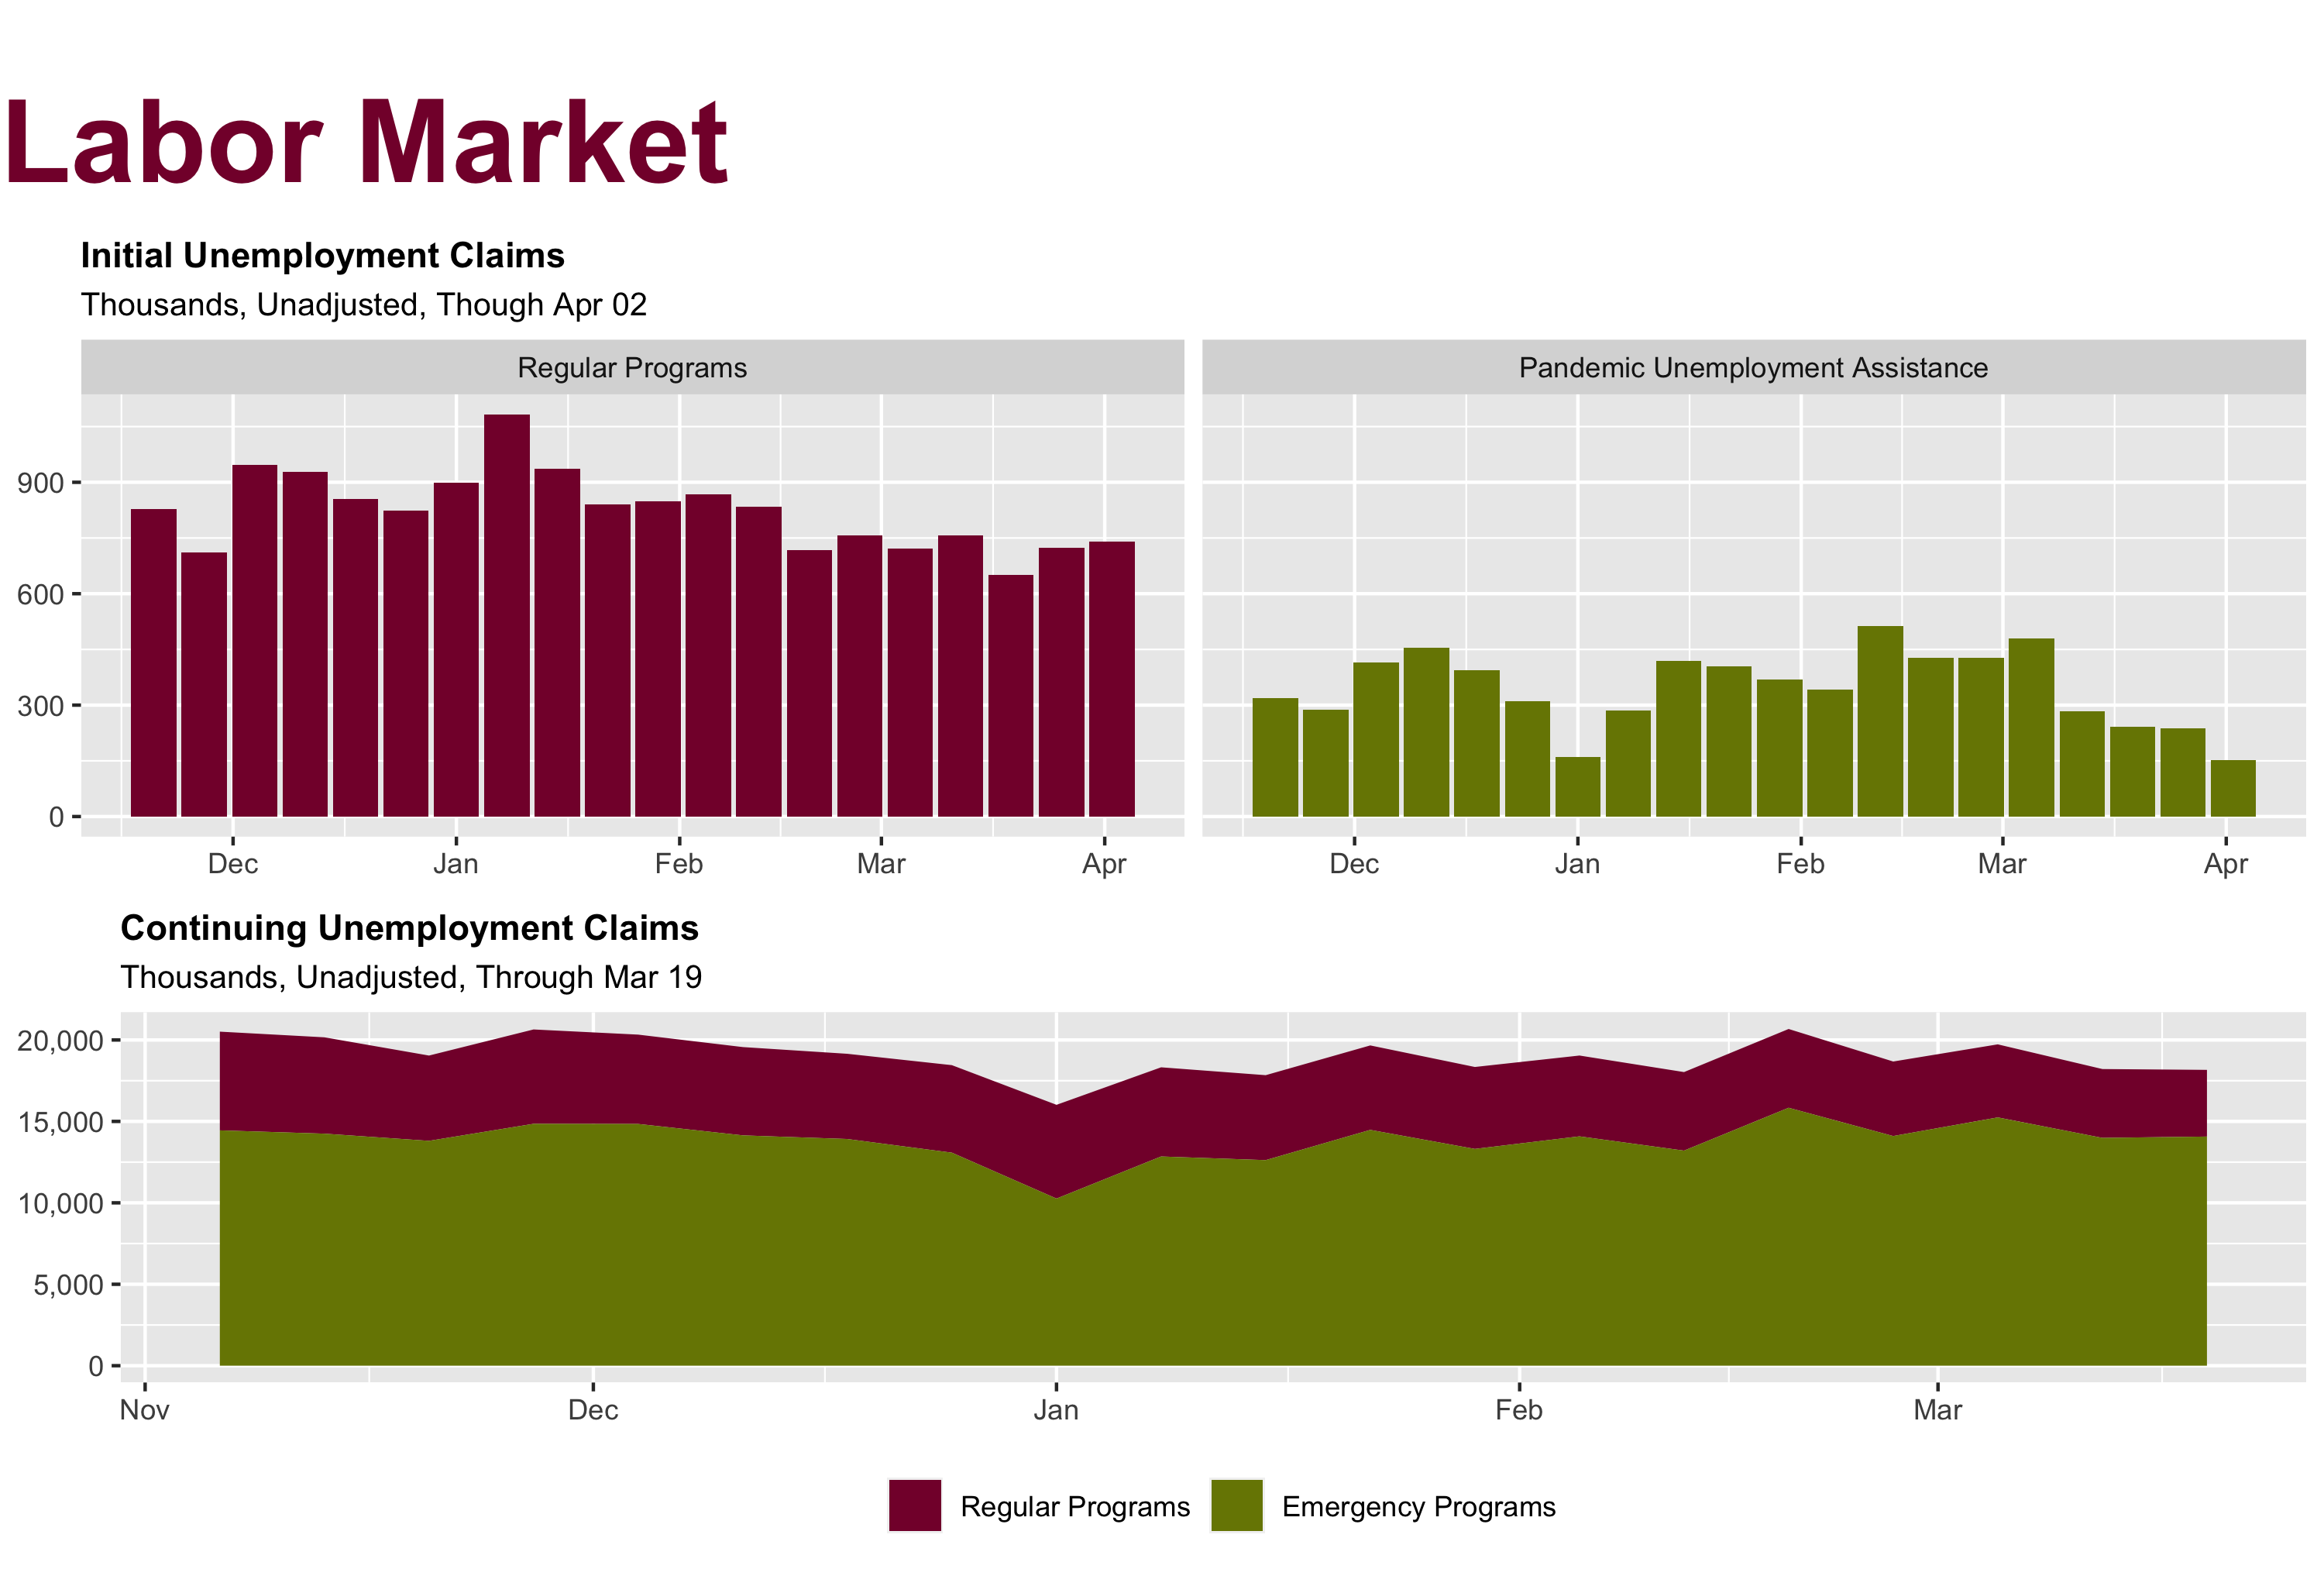 Labor Market
Initial Unemployment Claims
Thousands, Unadjusted, Though Apr 02
Regular Programs
Pandemic Unemployment Assistance
900
600
300
0
Dec Jan Feb Mar Apr
Dec Jan Feb Mar Apr
Continuing Unemployment Claims
Thousands, Unadjusted, Through Mar 19
20,000
15,000
10,000
5,000
0
Nov Dec Jan Feb Mar
Regular Programs Emergency Programs